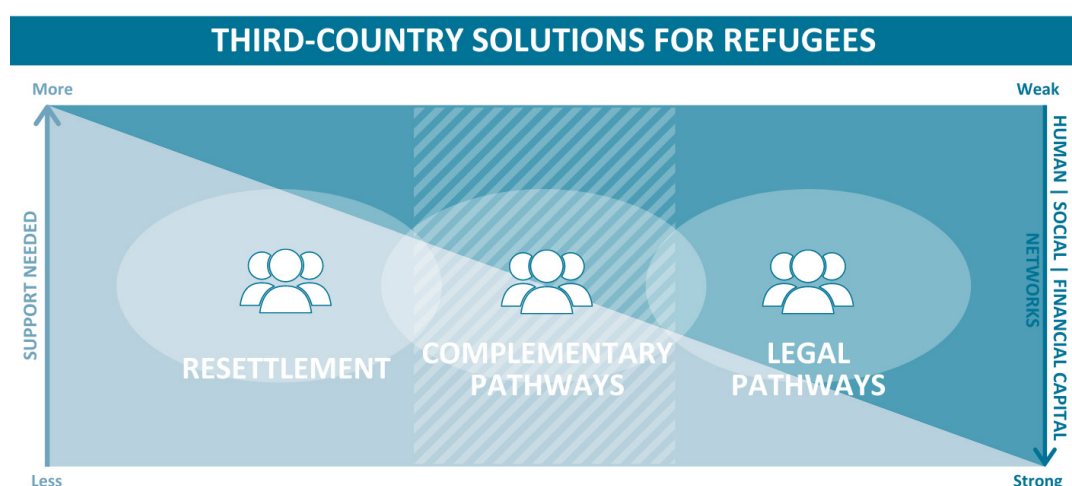 THIRD-COUNTRY SOLUTIONS FOR REFUGEES
More
Weak
SUPPORT NEEDED
RESETTLEMENT
COMPLEMENTARY
PATHWAYS
LEGAL
PATHWAYS
NETWORKS
HUMAN | SOCIAL | FINANCIAL CAPITAL
Less
Strong